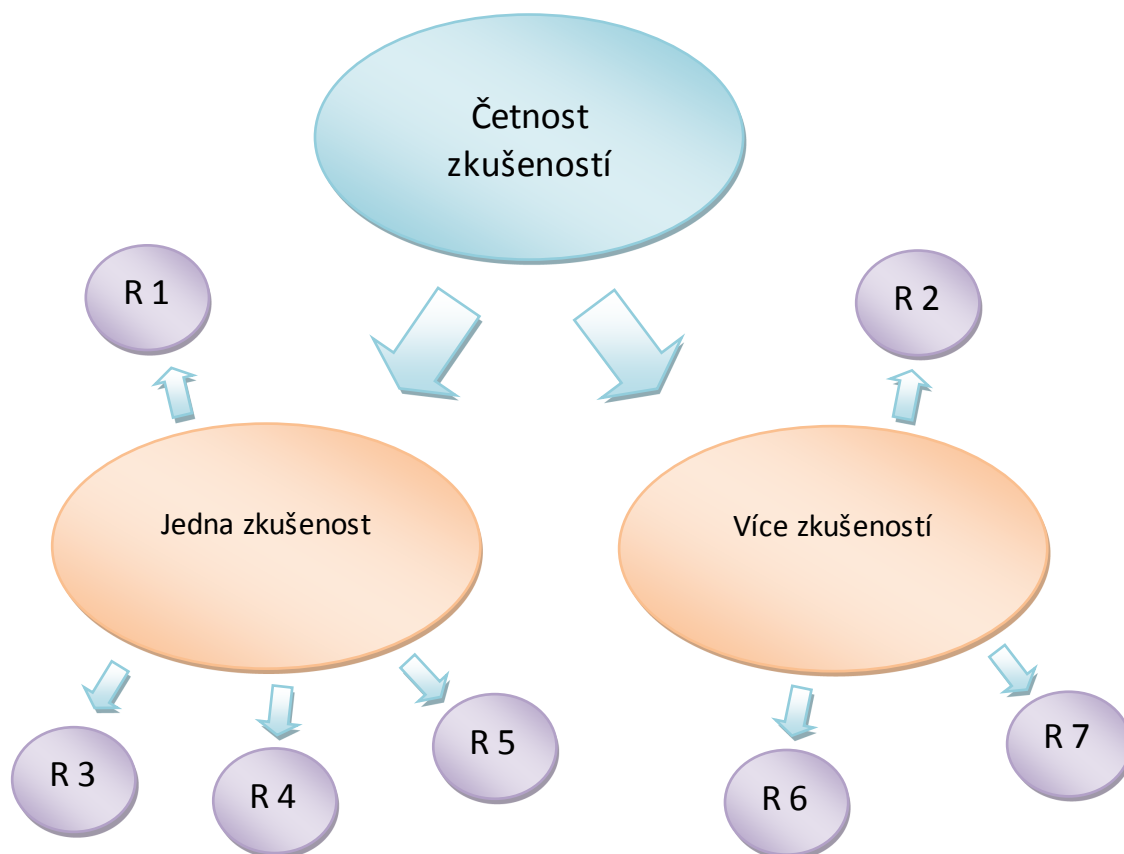 Četnost
zkušeností
R 1
R 2
Jedna zkušenost
Více zkušeností
R 3
R 4
R 5
R 6
R 7